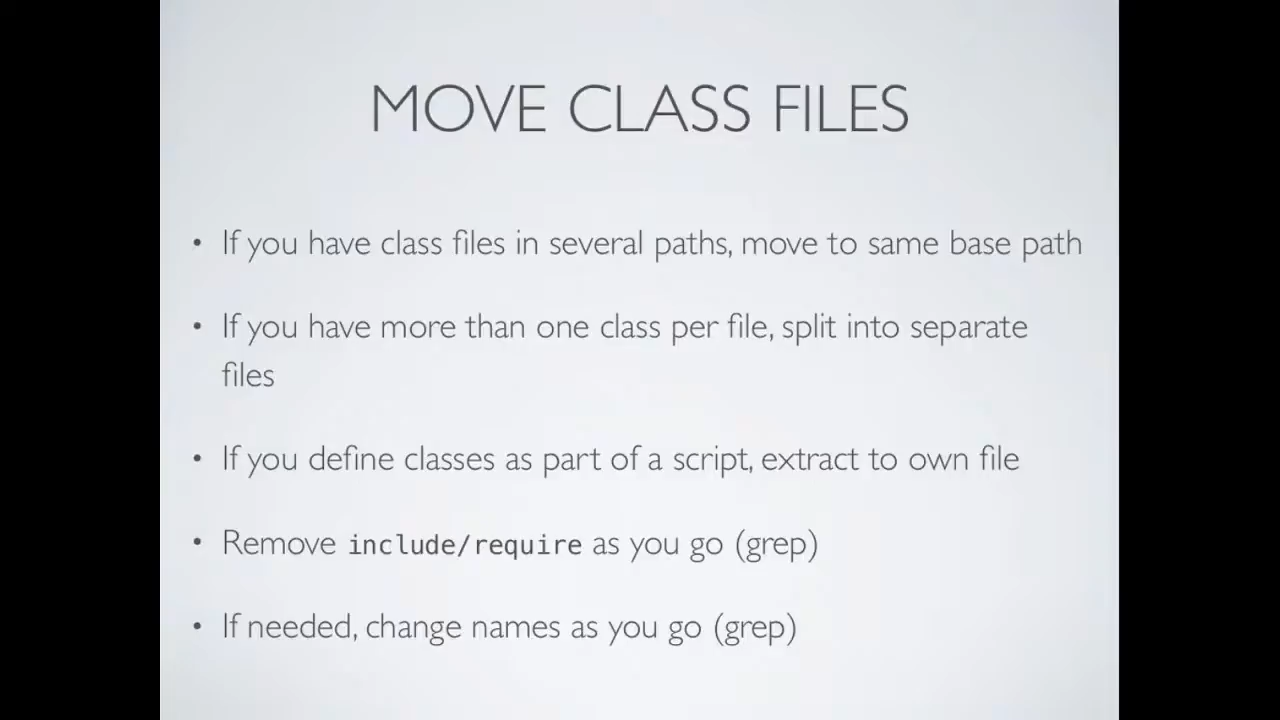 MOVE CLASS FILES
• If you have class files in several paths, move to same base path
• If you have more than one class per file, split into separate
files
• If you define classes as part of a script, extract to own file
• Remove include/require as you go (grep)
• If needed, change names as you go (grep)